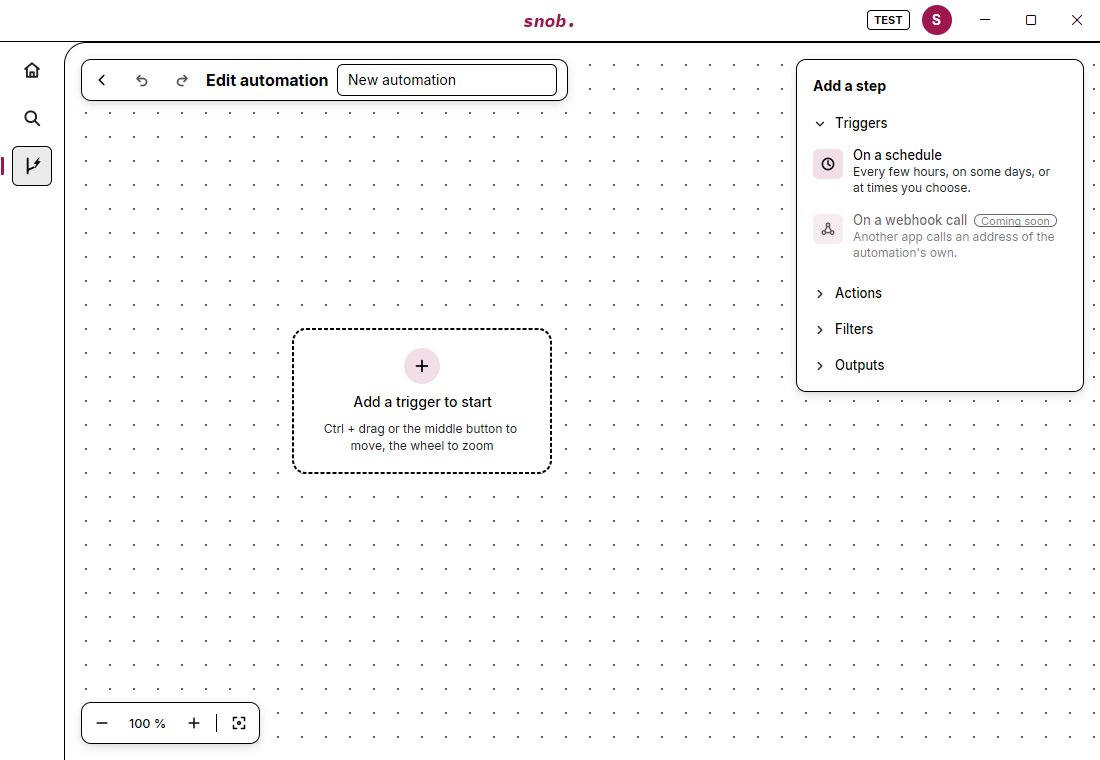 snob.
TEST
S
Edit automation
New automation
Add a step
Triggers
On a schedule
Every few hours, on some days, or
at times you choose.
On a webhook call Coming soon
Another app calls an address of the
automation's own.
Actions
Filters
Outputs
Add a trigger to start
Ctrl + drag or the middle button to
move, the wheel to zoom
100 %